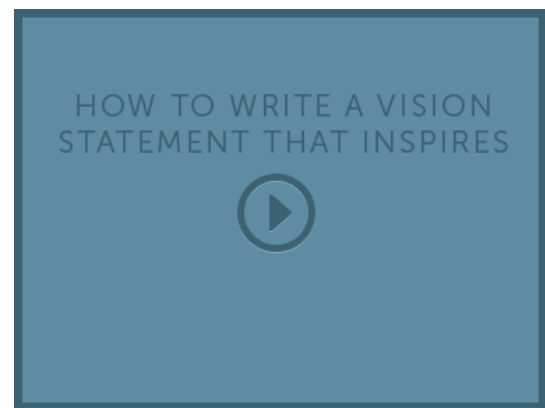 HOW TO WRITE A VISION
STATEMENT THAT INSPIRES